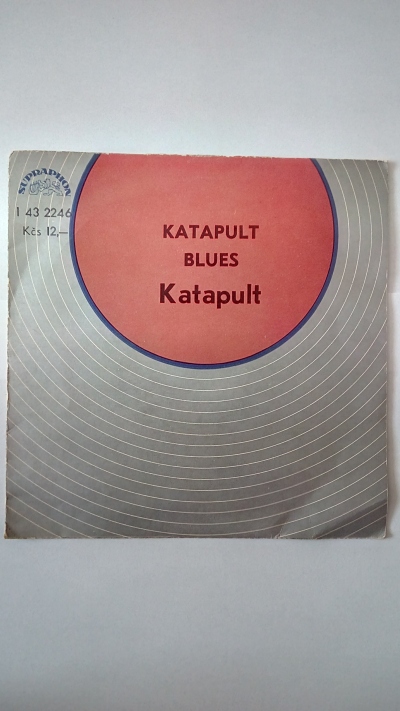 SUPRAPHON
1 43 2246
Kčs 12,–
KATAPULT
BLUES
Katapult